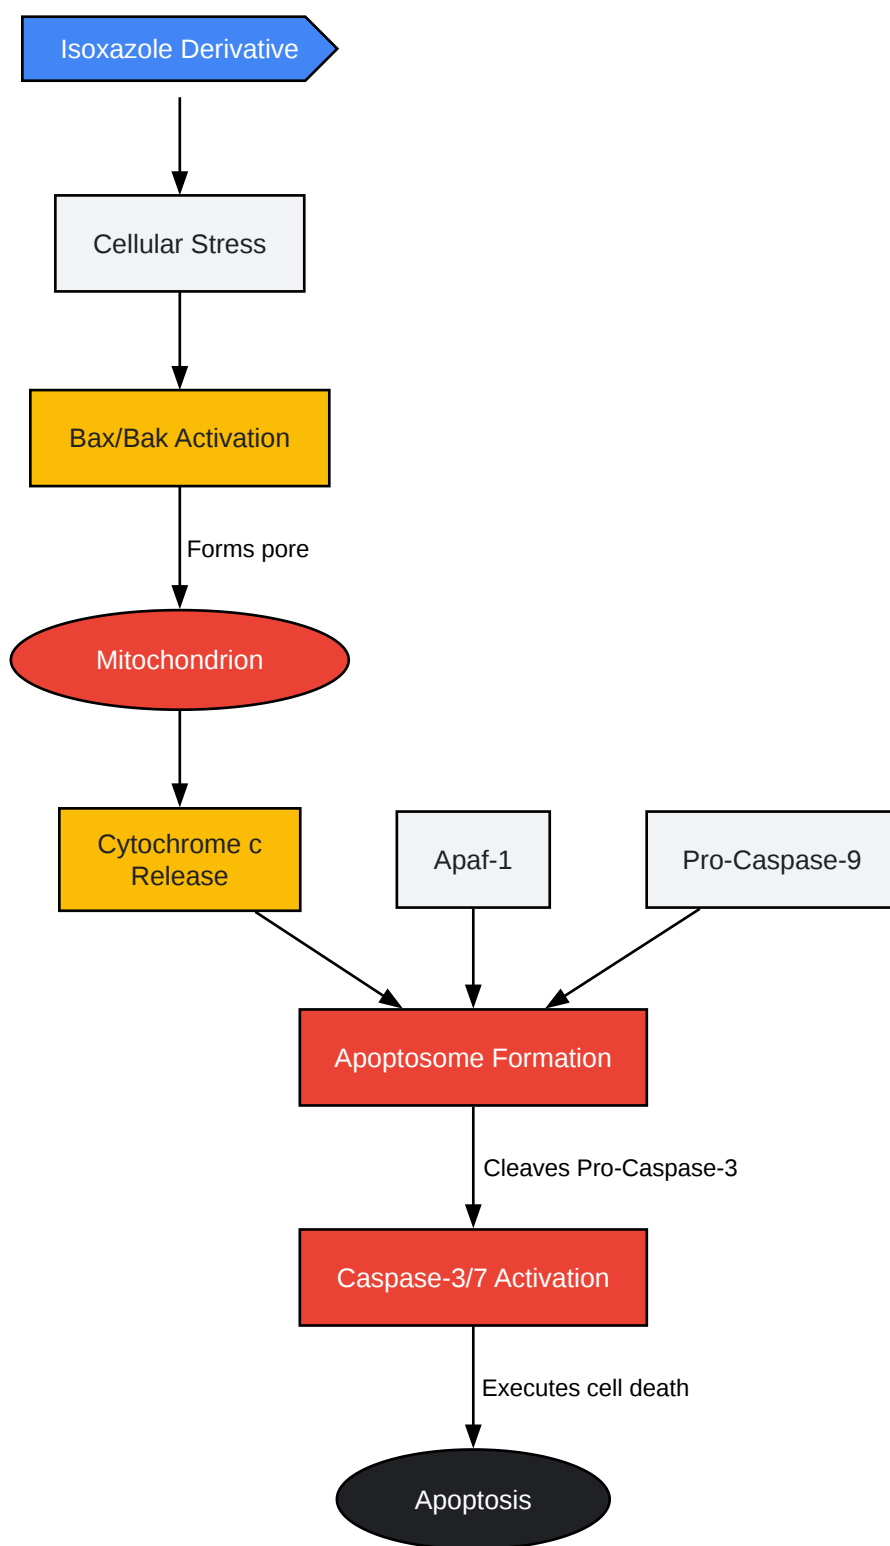 Isoxazole Derivative
Cellular Stress
Bax/Bak Activation
Forms pore
Mitochondrion
Cytochrome c
Release
Apaf-1
Pro-Caspase-9
Apoptosome Formation
Cleaves Pro-Caspase-3
Caspase-3/7 Activation
Executes cell death
Apoptosis